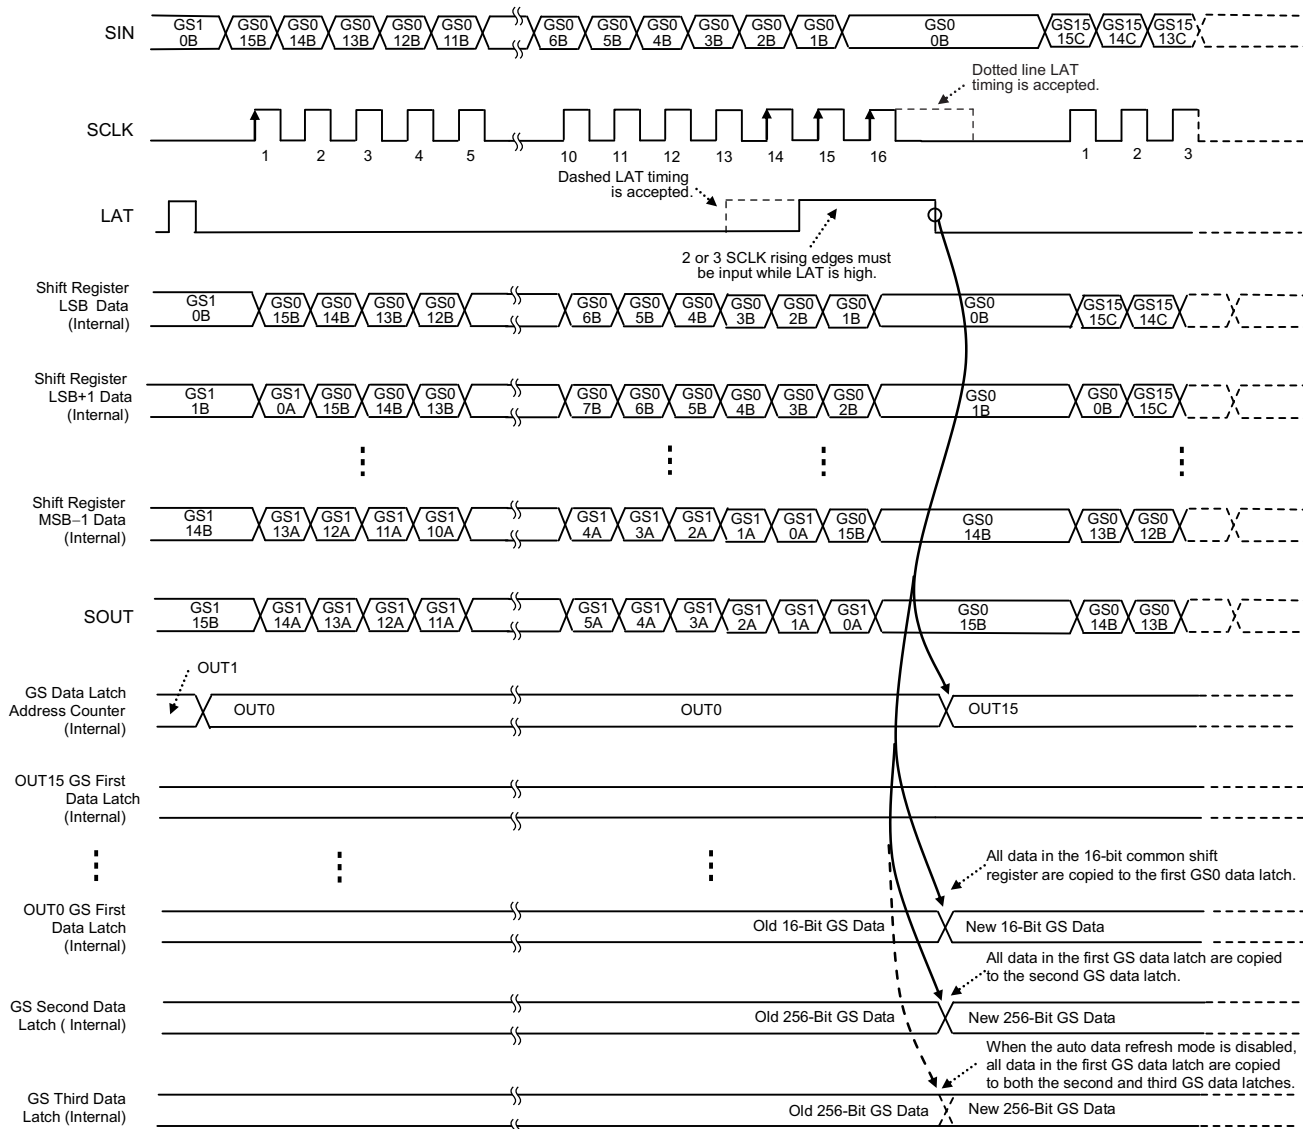 SIN
GS1 0B
GS0 15B
GS0 14B
GS0 13B
GS0 12B
GS0 11B
GS0 6B
GS0 5B
GS0 4B
GS0 3B
GS0 2B
GS0 1B
GS0 0B
GS15 15C
GS15 14C
GS15 13C
Dotted line LAT
timing is accepted.
SCLK
1 2 3 4 5 10 11 12 13 14 15 16 1 2 3
Dashed LAT timing
is accepted.
LAT
2 or 3 SCLK rising edges must
be input while LAT is high.
Shift Register
LSB Data
(Internal)
GS1 0B
GS0 15B
GS0 14B
GS0 13B
GS0 12B
GS0 6B
GS0 5B
GS0 4B
GS0 3B
GS0 2B
GS0 1B
GS0 0B
GS15 15C
GS15 14C
Shift Register
LSB+1 Data
(Internal)
GS1 1B
GS1 0A
GS0 15B
GS0 14B
GS0 13B
GS0 7B
GS0 6B
GS0 5B
GS0 4B
GS0 3B
GS0 2B
GS0 1B
GS0 0B
GS15 15C
Shift Register
MSB−1 Data
(Internal)
GS1 14B
GS1 13A
GS1 12A
GS1 11A
GS1 10A
GS1 4A
GS1 3A
GS1 2A
GS1 1A
GS1 0A
GS0 15B
GS0 14B
GS0 13B
GS0 12B
SOUT
GS1 15B
GS1 14A
GS1 13A
GS1 12A
GS1 11A
GS1 5A
GS1 4A
GS1 3A
GS1 2A
GS1 1A
GS1 0A
GS0 15B
GS0 14B
GS0 13B
OUT1
GS Data Latch
Address Counter
(Internal)
OUT0
OUT0
OUT15
OUT15 GS First
Data Latch
(Internal)
All data in the 16-bit common shift
register are copied to the first GS0 data latch.
OUT0 GS First
Data Latch
(Internal)
Old 16-Bit GS Data
New 16-Bit GS Data
All data in the first GS data latch are copied
to the second GS data latch.
GS Second Data
Latch ( Internal)
Old 256-Bit GS Data
New 256-Bit GS Data
When the auto data refresh mode is disabled,
all data in the first GS data latch are copied
to both the second and third GS data latches.
GS Third Data
Latch (Internal)
Old 256-Bit GS Data
New 256-Bit GS Data